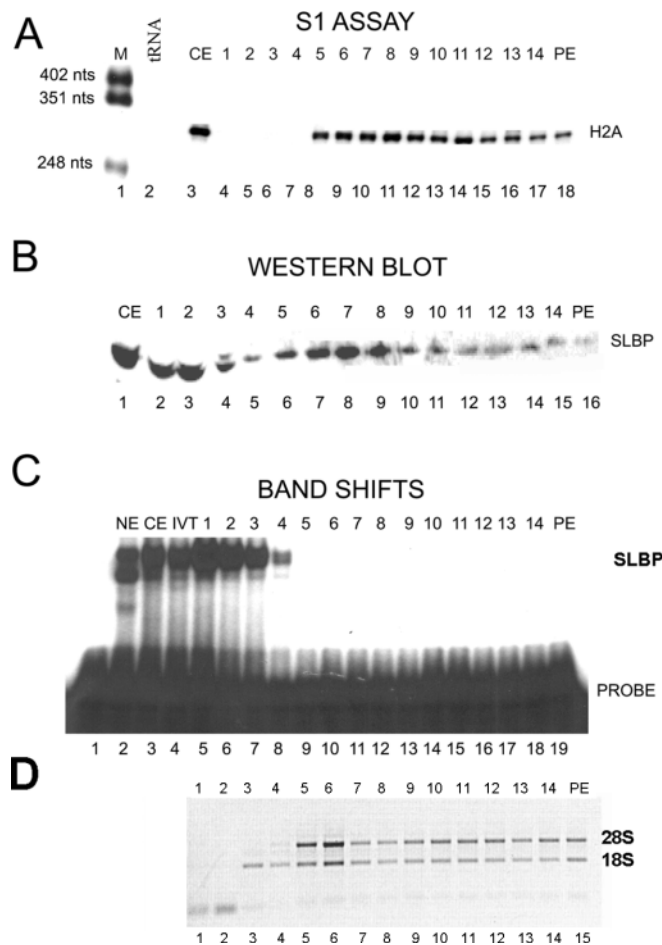 A
S1 ASSAY
M tRNA CE 1 2 3 4 5 6 7 8 9 10 11 12 13 14 PE
402 nts
351 nts
H2A
248 nts
1 2 3 4 5 6 7 8 9 10 11 12 13 14 15 16 17 18
B
WESTERN BLOT
CE 1 2 3 4 5 6 7 8 9 10 11 12 13 14 PE
SLBP
1 2 3 4 5 6 7 8 9 10 11 12 13 14 15 16
C
BAND SHIFTS
NE CE IVT 1 2 3 4 5 6 7 8 9 10 11 12 13 14 PE
SLBP
PROBE
1 2 3 4 5 6 7 8 9 10 11 12 13 14 15 16 17 18 19
D
1 2 3 4 5 6 7 8 9 10 11 12 13 14 PE
28S
18S
1 2 3 4 5 6 7 8 9 10 11 12 13 14 15